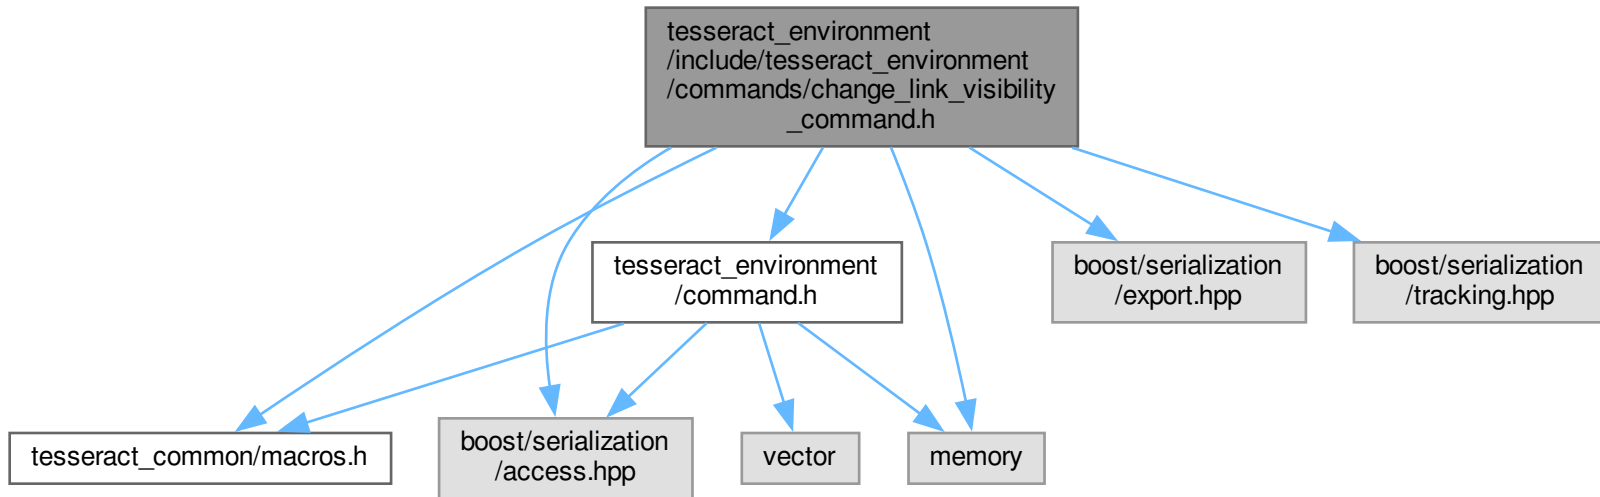 tesseract_environment
/include/tesseract_environment
/commands/change_link_visibility
_command.h
tesseract_environment
/command.h
boost/serialization
/export.hpp
boost/serialization
/tracking.hpp
tesseract_common/macros.h
boost/serialization
/access.hpp
vector
memory